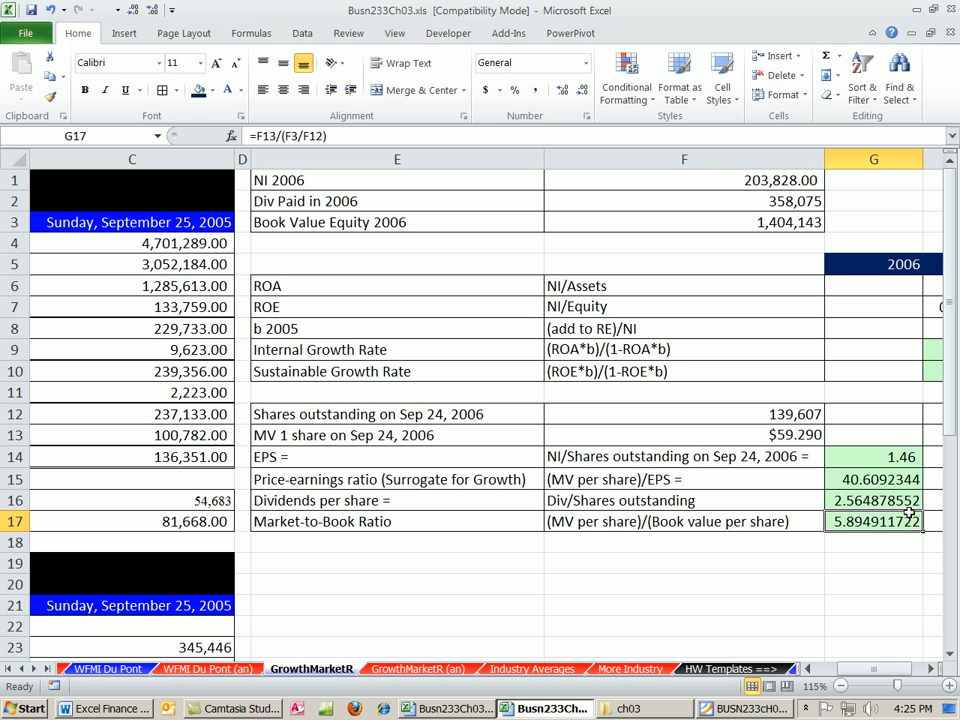 Busn233Ch03.xls [Compatibility Mode] - Microsoft Excel
File Home Insert Page Layout Formulas Data Review View Developer Add-Ins PowerPivot
Calibri 11 Wrap Text General Insert Σ
Paste B I U A Merge & Center $ % , Conditional Formatting Format as Table Cell Styles Delete Format Sort & Filter Find & Select
Clipboard Font Alignment Number Styles Cells Editing
G17 fx =F13/(F3/F12)
C D E F G
1 NI 2006 203,828.00
2 Div Paid in 2006 358,075
3 Sunday, September 25, 2005 Book Value Equity 2006 1,404,143
4 4,701,289.00
5 3,052,184.00 2006
6 1,285,613.00 ROA NI/Assets
7 133,759.00 ROE NI/Equity
8 229,733.00 b 2005 (add to RE)/NI
9 9,623.00 Internal Growth Rate (ROA*b)/(1-ROA*b)
10 239,356.00 Sustainable Growth Rate (ROE*b)/(1-ROE*b)
11 2,223.00
12 237,133.00 Shares outstanding on Sep 24, 2006 139,607
13 100,782.00 MV 1 share on Sep 24, 2006 $59.290
14 136,351.00 EPS = NI/Shares outstanding on Sep 24, 2006 = 1.46
15 Price-earnings ratio (Surrogate for Growth) (MV per share)/EPS = 40.6092344
16 54,683 Dividends per share = Div/Shares outstanding 2.564878552
17 81,668.00 Market-to-Book Ratio (MV per share)/(Book value per share) 5.894911722
18
19
20
21 Sunday, September 25, 2005
22
23 345,446
WFMI Du Pont WFMI Du Pont (an) GrowthMarketR GrowthMarketR (an) Industry Averages More Industry HW Templates ==>
Ready 115%
Start Excel Finance ... Camtasia Stud... Busn233Ch03... Busn233Ch... ch03 BUSN233cH0... 4:25 PM